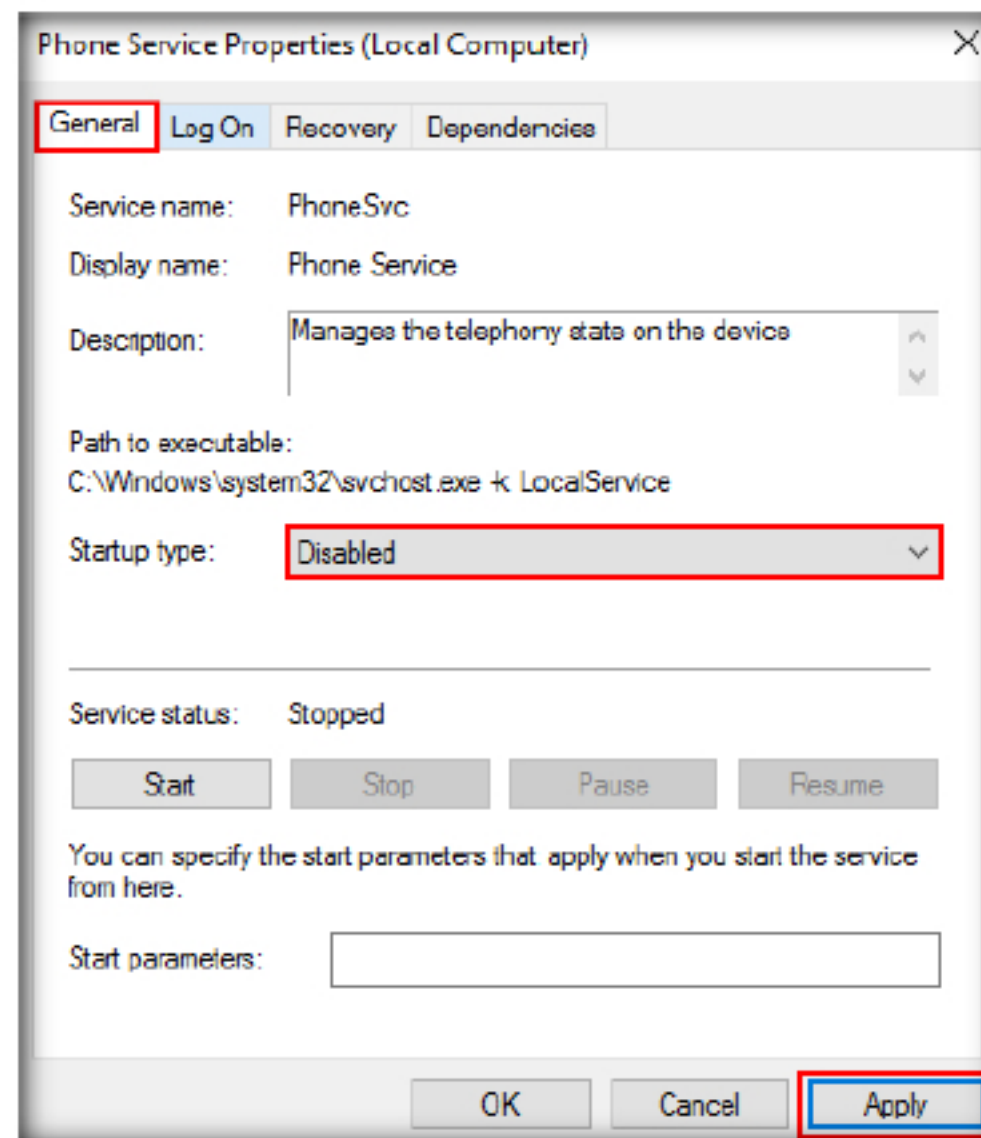 Phone Service Properties (Local Computer)
General Log On Recovery Dependencies
Service name: PhoneSvc
Display name: Phone Service
Description: Manages the telephony state on the device
Path to executable:
C:\Windows\system32\svchost.exe -k LocalService
Startup type: Disabled
Service status: Stopped
Start Stop Pause Resume
You can specify the start parameters that apply when you start the service
from here.
Start parameters:
OK Cancel Apply